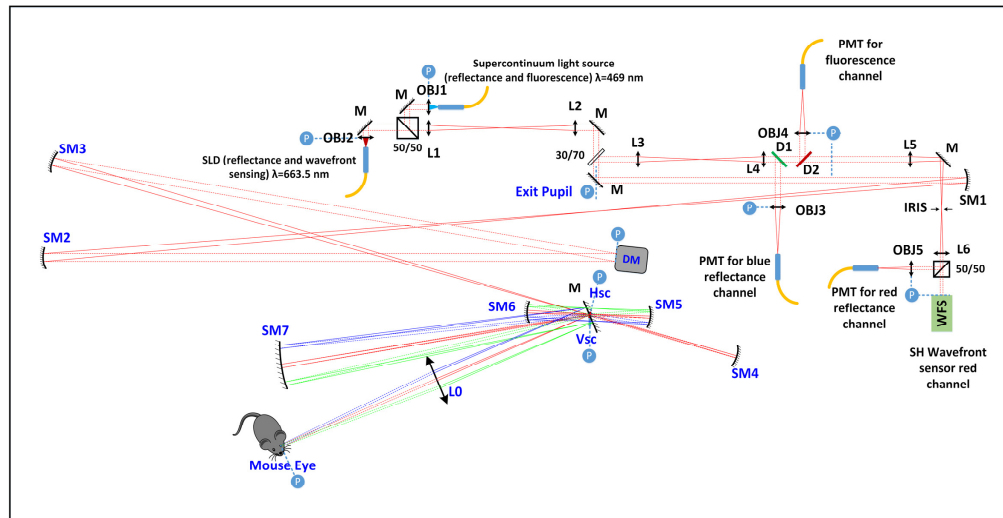 PMT for
fluorescence
channel
Supercontinuum light source
(reflectance and fluorescence) λ=469 nm
P
OBJ1
M
M
P
OBJ2
50/50
L1
L2
M
SLD (reflectance and wavefront
sensing) λ=663.5 nm
30/70
L3
L4
D1
OBJ4
P
D2
L5
M
SM1
SM3
Exit Pupil
P
M
P
OBJ3
IRIS
SM2
P
DM
PMT for blue
reflectance
channel
OBJ5
L6
50/50
P
PMT for red
reflectance channel
WFS
SH Wavefront
sensor red
channel
P
M
Hsc
SM6
SM5
Vsc
P
SM7
SM4
L0
Mouse Eye
P